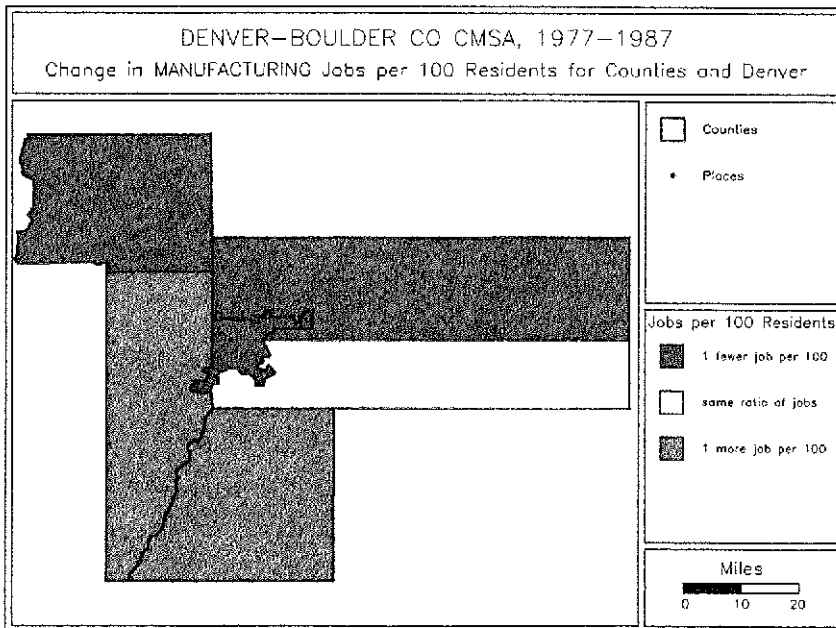 DENVER-BOULDER CO CMSA, 1977-1987
Change in MANUFACTURING Jobs per 100 Residents for Counties and Denver
Counties
Places
Jobs per 100 Residents
1 fewer job per 100
same ratio of jobs
1 more job per 100
Miles
0 10 20